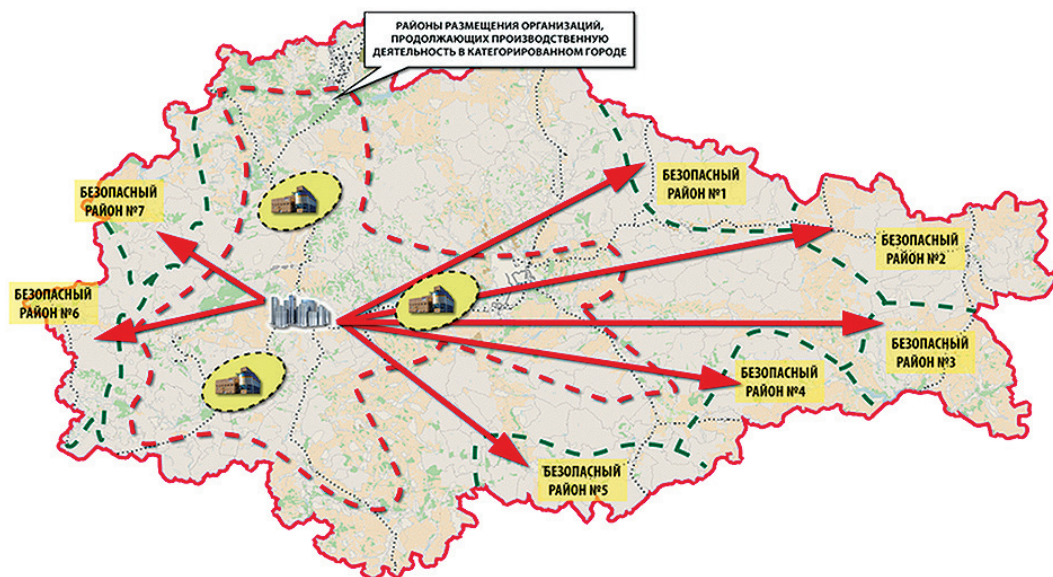 РАЙОНЫ РАЗМЕЩЕНИЯ ОРГАНИЗАЦИЙ,
ПРОДОЛЖАЮЩИХ ПРОИЗВОДСТВЕННУЮ
ДЕЯТЕЛЬНОСТЬ В КАТЕГОРИРОВАННОМ ГОРОДЕ
БЕЗОПАСНЫЙ
РАЙОН №7
БЕЗОПАСНЫЙ
РАЙОН №1
БЕЗОПАСНЫЙ
РАЙОН №2
БЕЗОПАСНЫЙ
РАЙОН №6
БЕЗОПАСНЫЙ
РАЙОН №3
БЕЗОПАСНЫЙ
РАЙОН №4
БЕЗОПАСНЫЙ
РАЙОН №5